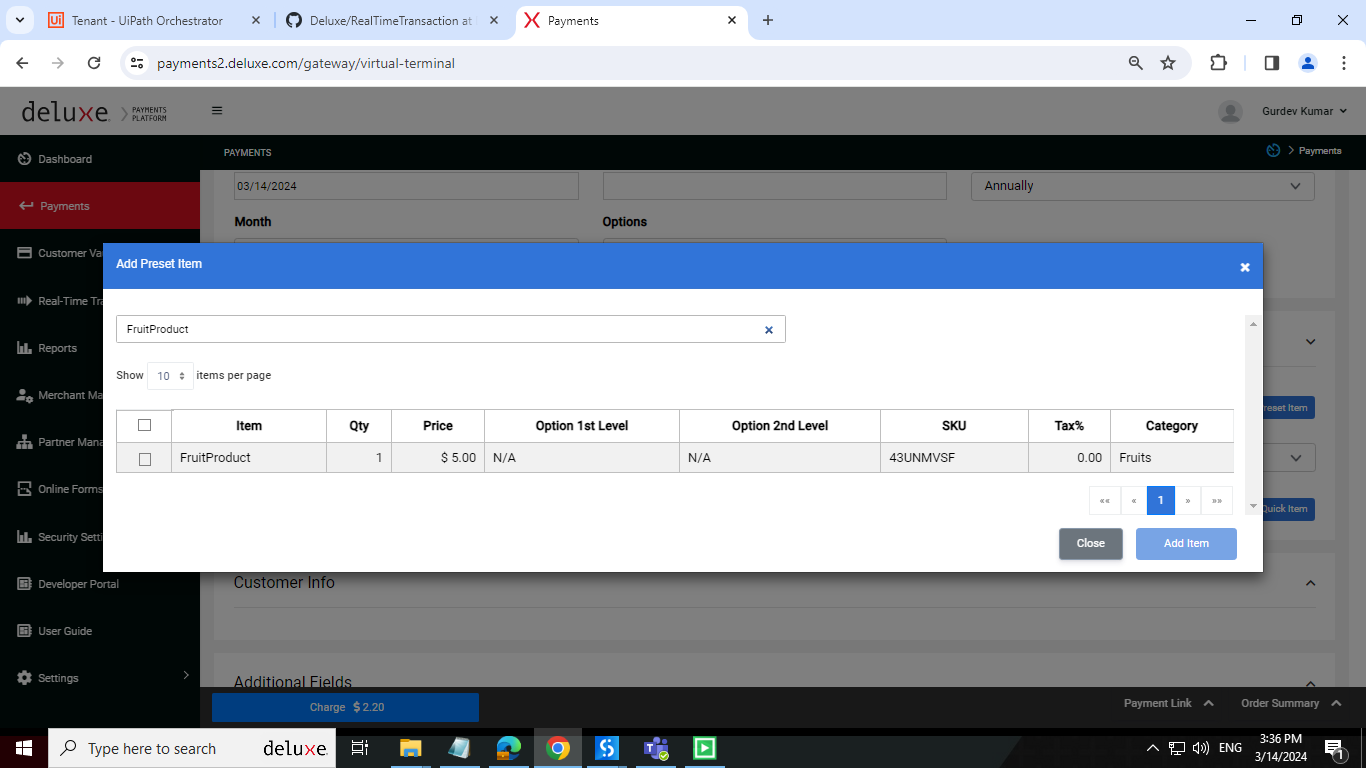 Tenant - UiPath Orchestrator
Deluxe/RealTimeTransaction at
Payments
payments2.deluxe.com/gateway/virtual-terminal
deluxe. PAYMENTS PLATFORM
Gurdev Kumar
Dashboard
PAYMENTS
Payments
Payments
03/14/2024
Annually
Month
Options
Customer Va
Add Preset Item
Real-Time Tra
FruitProduct
Reports
Show 10 items per page
Merchant Ma
reset Item
Item Qty Price Option 1st Level Option 2nd Level SKU Tax% Category
Partner Mana
FruitProduct 1 $ 5.00 N/A N/A 43UNMVSF 0.00 Fruits
Online Forms
«« « 1 » »»
Quick Item
Security Setti
Close Add Item
Developer Portal
Customer Info
User Guide
Settings
Additional Fields
Charge $ 2.20
Payment Link
Order Summary
Type here to search
deluxe.
ENG
3:36 PM
3/14/2024
1